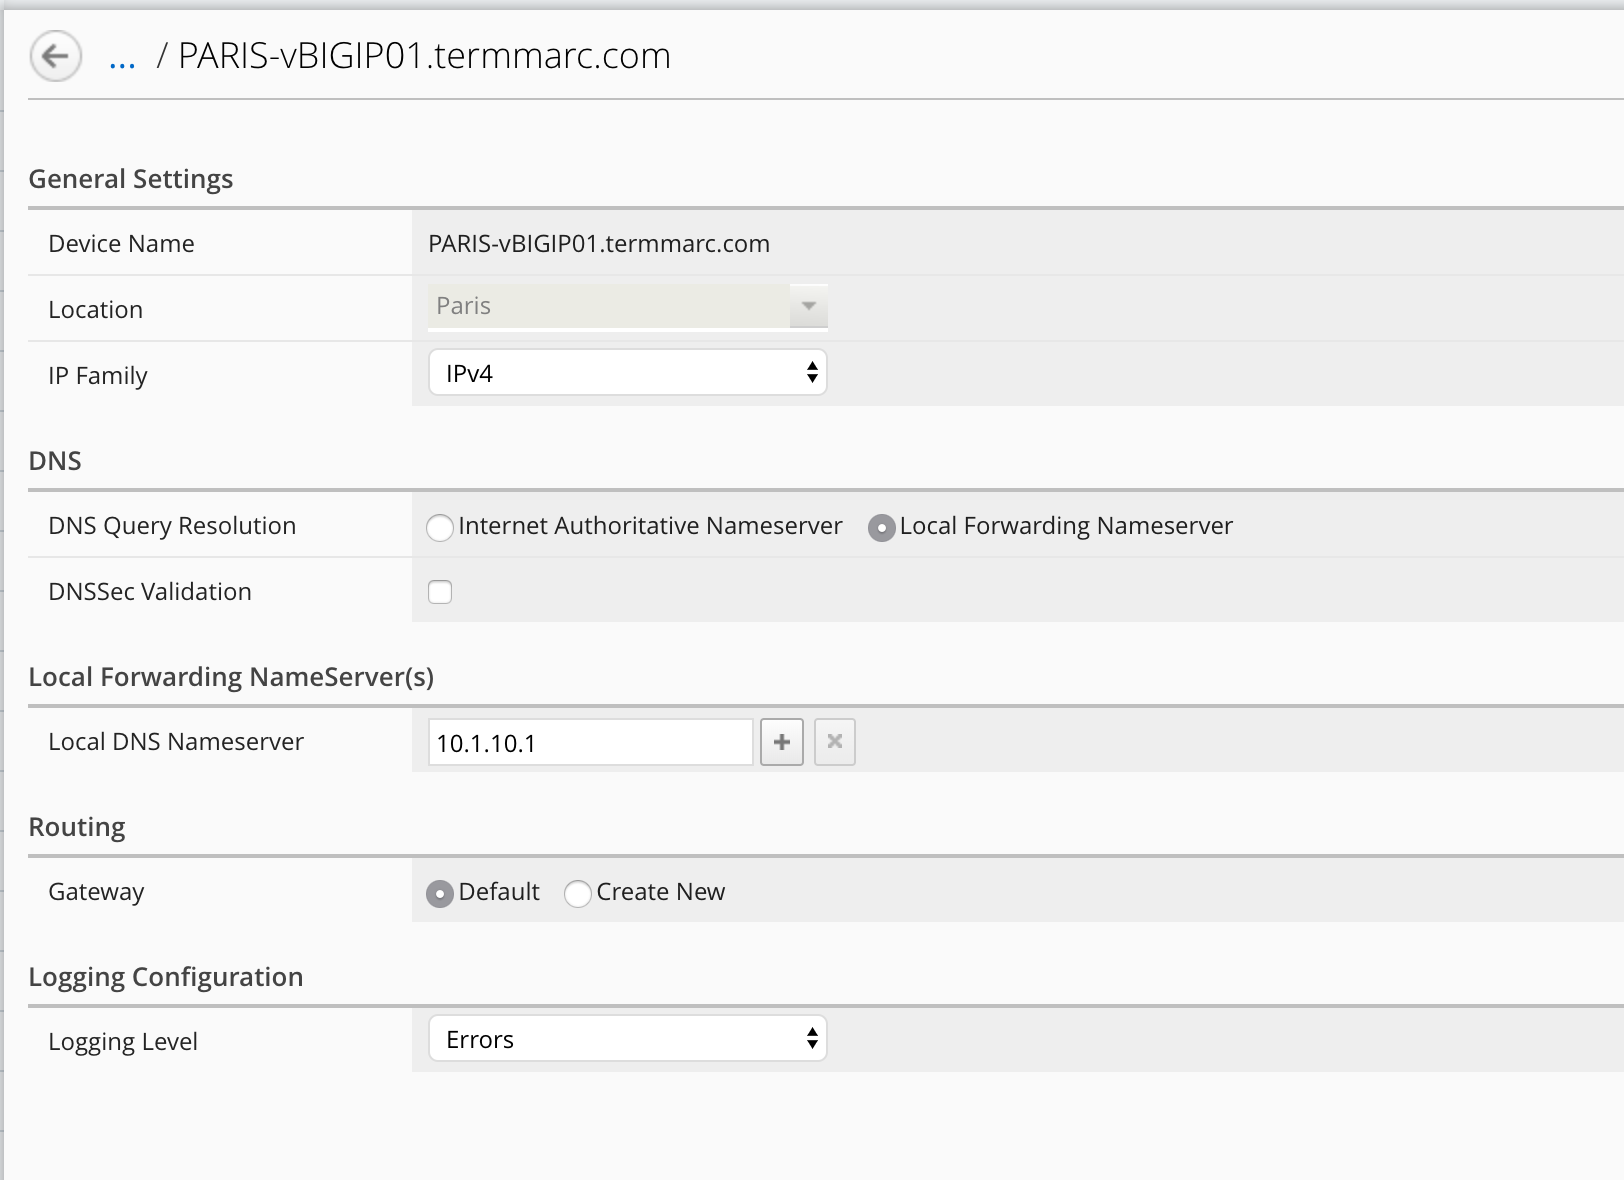 ... / PARIS-vBIGIP01.termmarc.com
General Settings
Device Name PARIS-vBIGIP01.termmarc.com
Location Paris
IP Family IPv4
DNS
DNS Query Resolution Internet Authoritative Nameserver Local Forwarding Nameserver
DNSSec Validation
Local Forwarding NameServer(s)
Local DNS Nameserver 10.1.10.1
Routing
Gateway Default Create New
Logging Configuration
Logging Level Errors